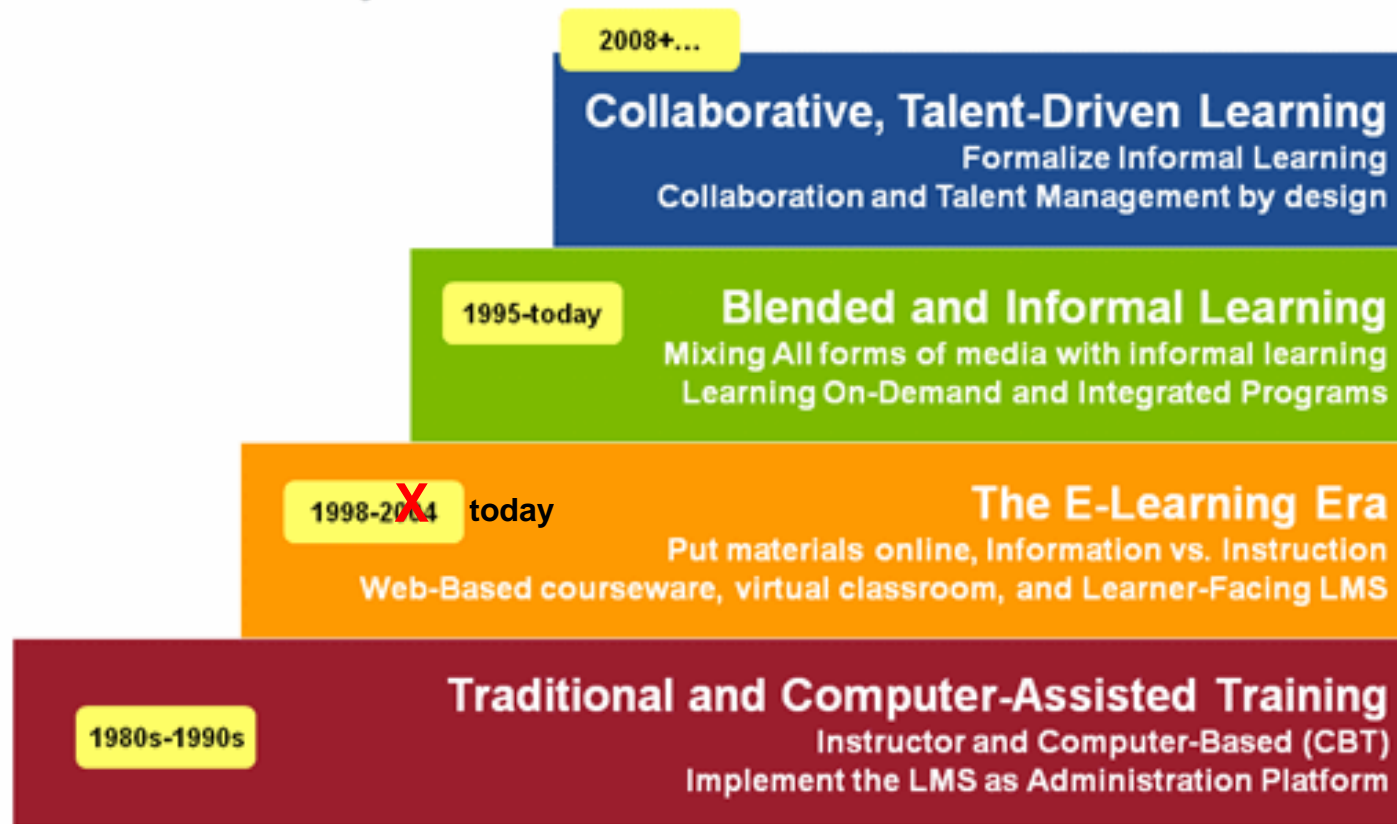 2008+...
Collaborative, Talent-Driven Learning
Formalize Informal Learning
Collaboration and Talent Management by design
1995-today
Blended and Informal Learning
Mixing All forms of media with informal learning
Learning On-Demand and Integrated Programs
1998-2004 X today
The E-Learning Era
Put materials online, Information vs. Instruction
Web-Based courseware, virtual classroom, and Learner-Facing LMS
1980s-1990s
Traditional and Computer-Assisted Training
Instructor and Computer-Based (CBT)
Implement the LMS as Administration Platform